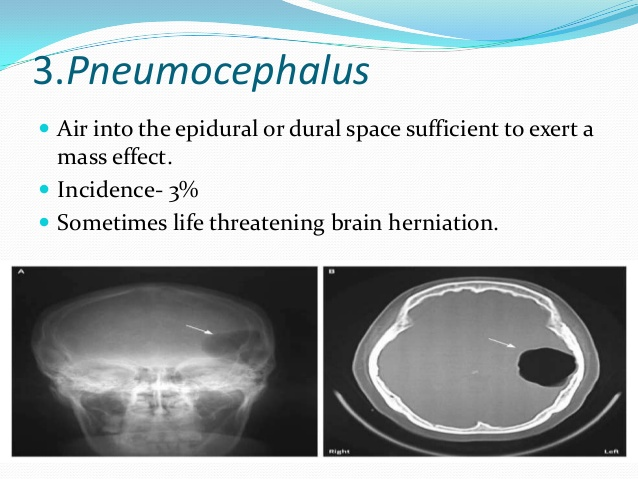 3.Pneumocephalus
Air into the epidural or dural space sufficient to exert a
mass effect.
Incidence- 3%
Sometimes life threatening brain herniation.
A
B
Right
Left